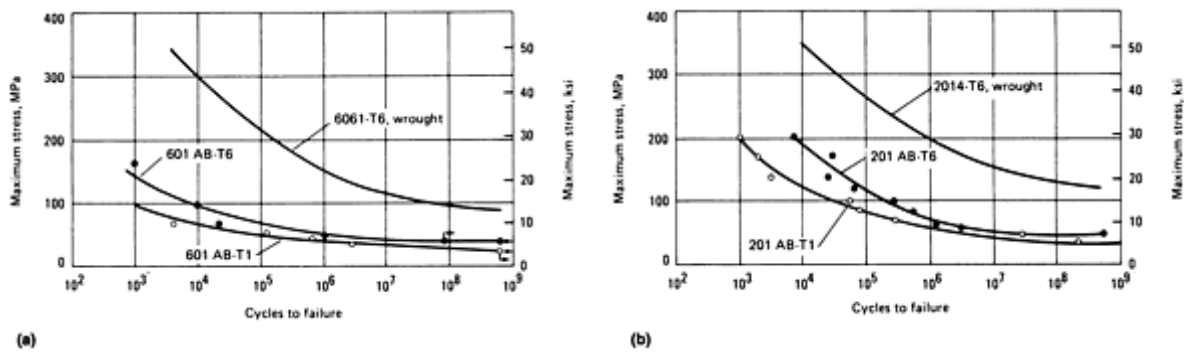 400
300
200
100
0
Maximum stress, MPa
50
40
30
20
10
0
Maximum stress, ksi
6061-T6, wrought
601 AB-T6
601 AB-T1
10² 10³ 10⁴ 10⁵ 10⁶ 10⁷ 10⁸ 10⁹
Cycles to failure
(a)
400
300
200
100
0
Maximum stress, MPa
50
40
30
20
10
0
Maximum stress, ksi
2014-T6, wrought
201 AB-T6
201 AB-T1
10² 10³ 10⁴ 10⁵ 10⁶ 10⁷ 10⁸ 10⁹
Cycles to failure
(b)